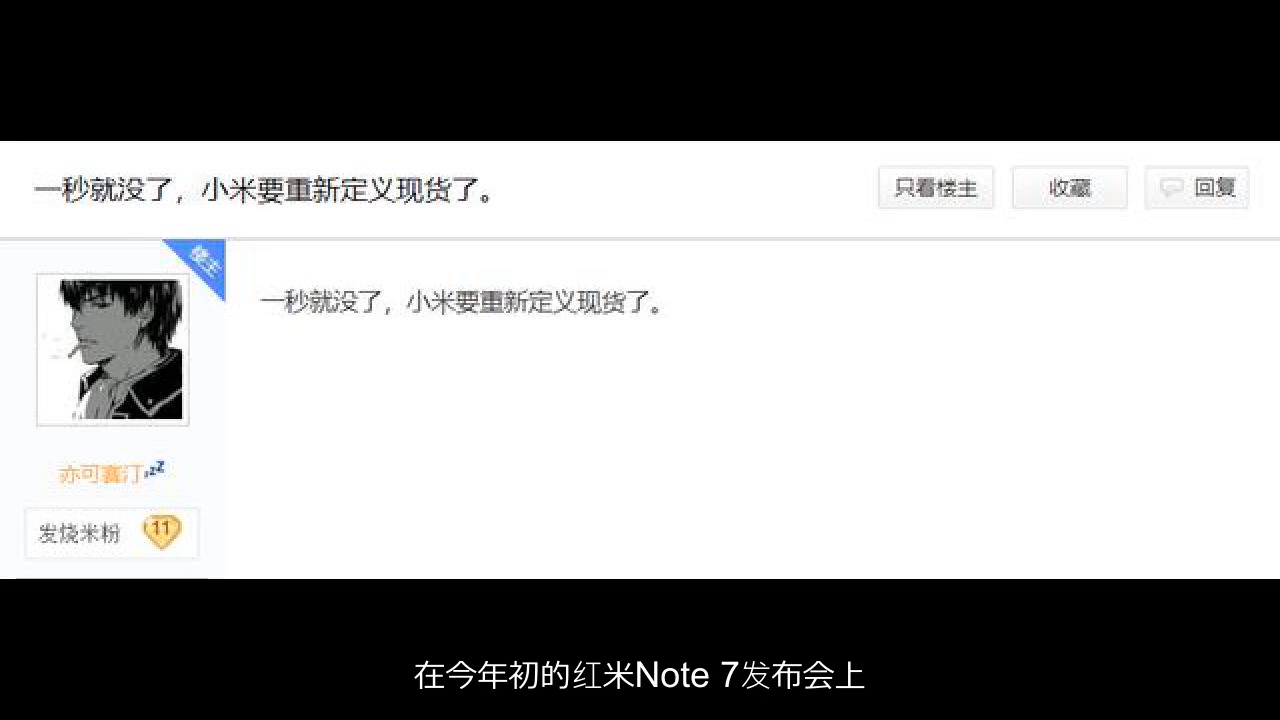 一秒就没了，小米要重新定义现货了。
只看楼主
收藏
回复
楼主
一秒就没了，小米要重新定义现货了。
亦可赛汀zzZ
发烧米粉
11
在今年初的红米Note 7发布会上